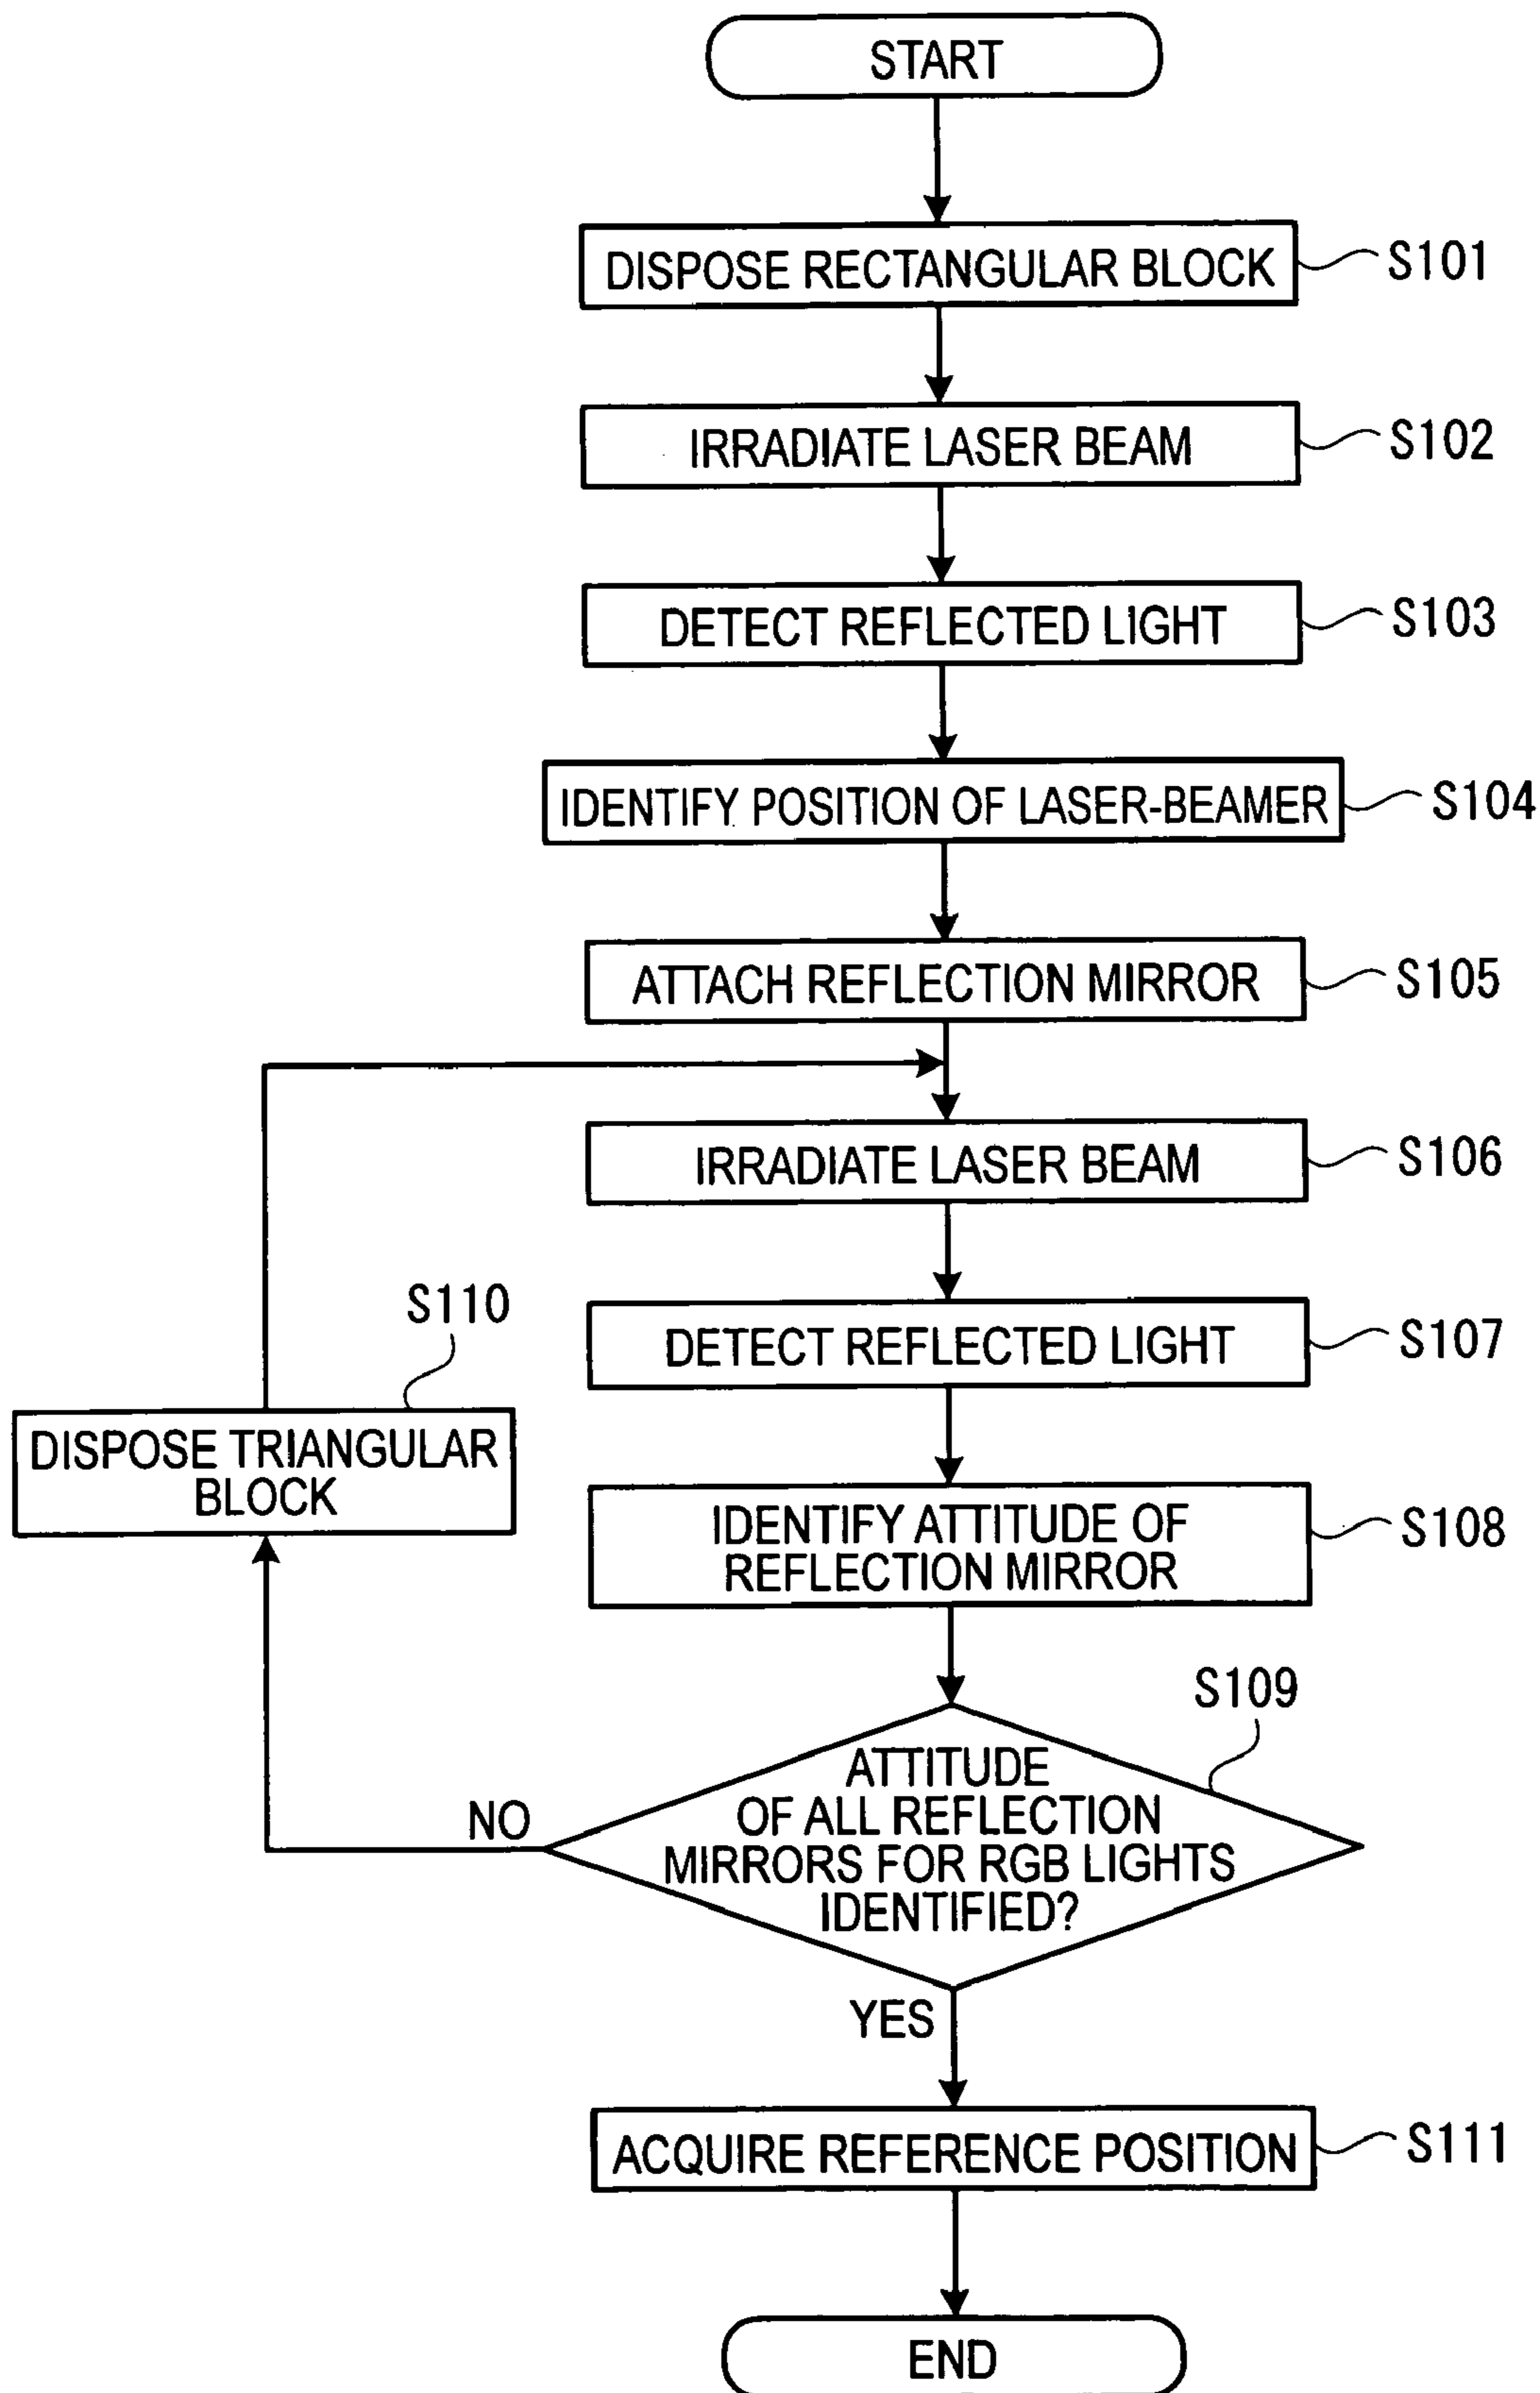 START
DISPOSE RECTANGULAR BLOCK
S101
IRRADIATE LASER BEAM
S102
DETECT REFLECTED LIGHT
S103
IDENTIFY POSITION OF LASER-BEAMER
S104
ATTACH REFLECTION MIRROR
S105
IRRADIATE LASER BEAM
S106
DETECT REFLECTED LIGHT
S107
S110
DISPOSE TRIANGULAR
BLOCK
IDENTIFY ATTITUDE OF
REFLECTION MIRROR
S108
S109
ATTITUDE
OF ALL REFLECTION
MIRRORS FOR RGB LIGHTS
IDENTIFIED?
NO
YES
ACQUIRE REFERENCE POSITION
S111
END